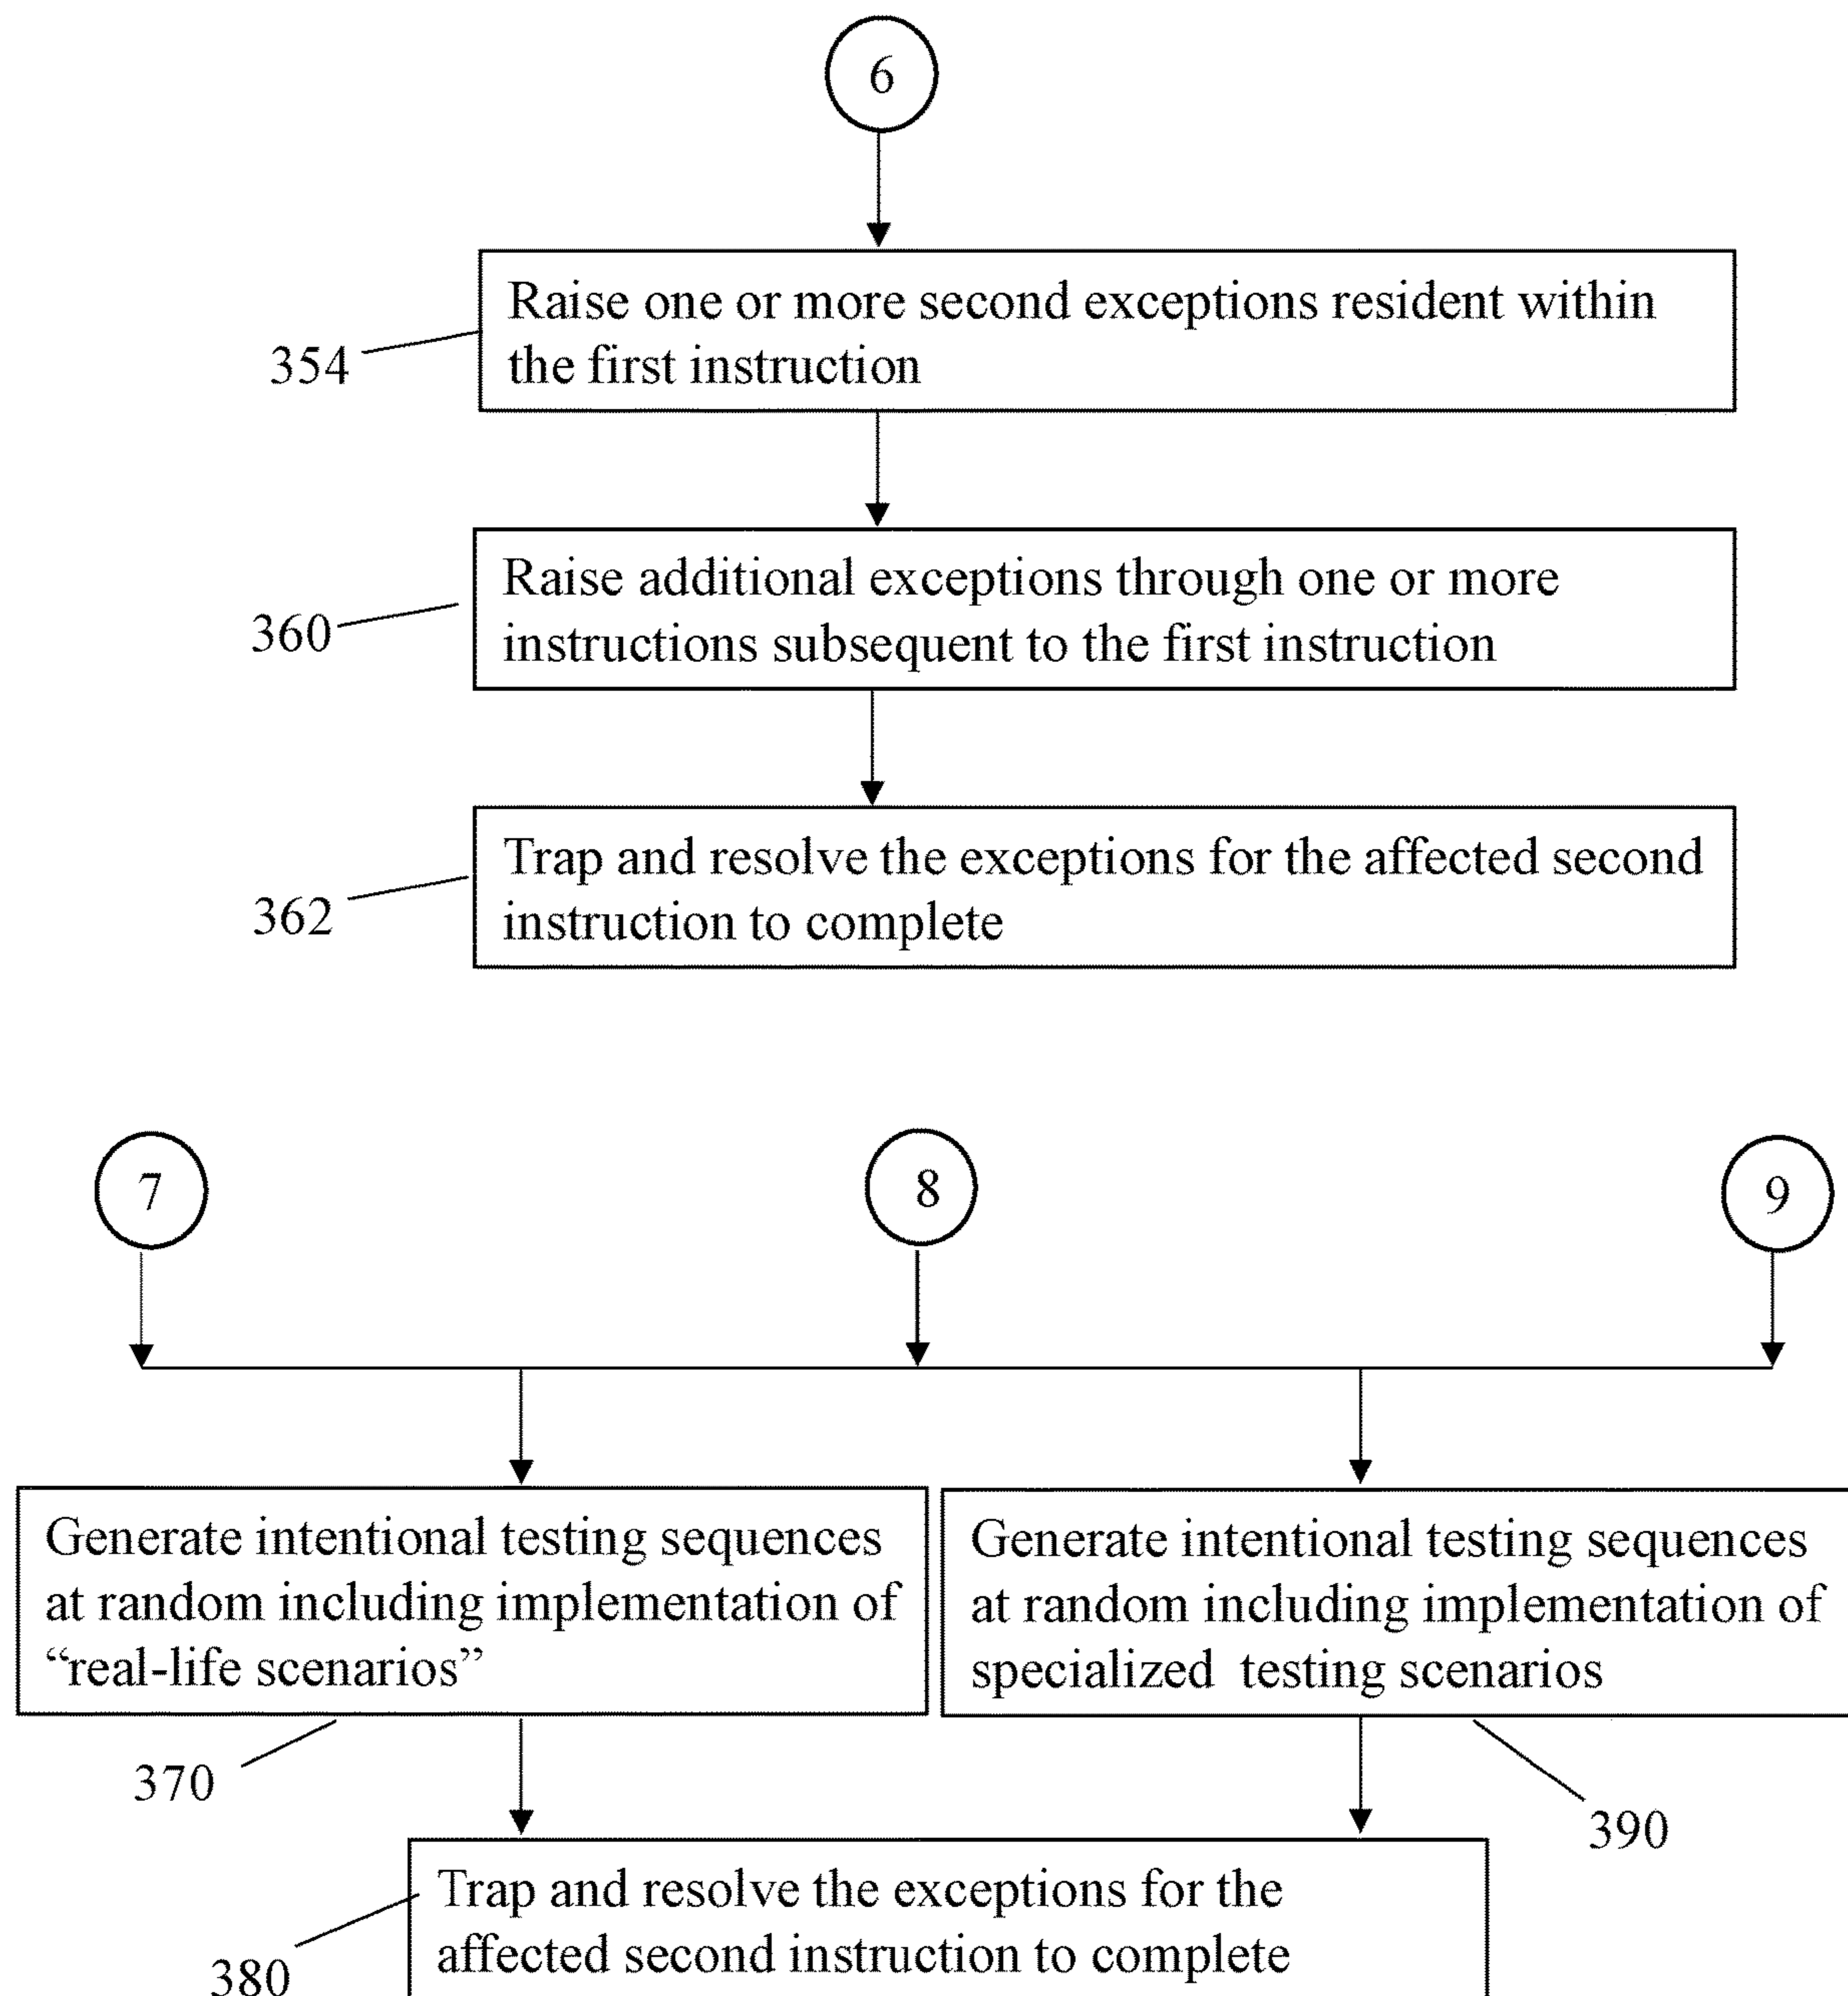 6
Raise one or more second exceptions resident within
the first instruction
354
Raise additional exceptions through one or more
instructions subsequent to the first instruction
360
Trap and resolve the exceptions for the affected second
instruction to complete
362
7
8
9
Generate intentional testing sequences
at random including implementation of
“real-life scenarios”
370
Generate intentional testing sequences
at random including implementation of
specialized testing scenarios
390
Trap and resolve the exceptions for the
affected second instruction to complete
380